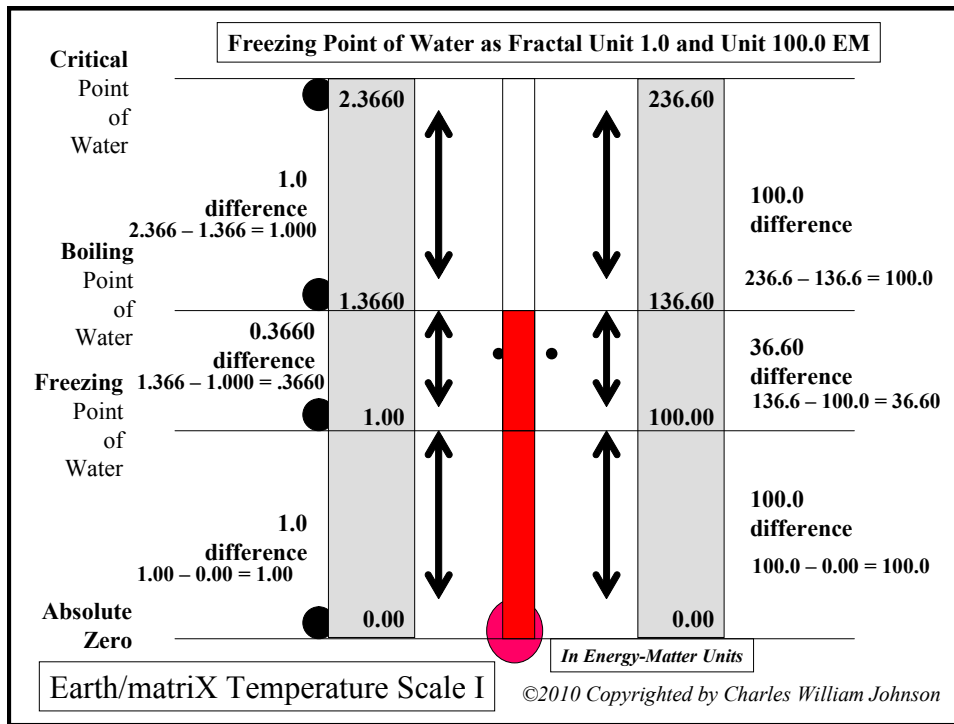 Freezing Point of Water as Fractal Unit 1.0 and Unit 100.0 EM
Critical
Point
of
Water
2.3660
236.60
1.0
difference
2.366 – 1.366 = 1.000
100.0
difference
236.6 – 136.6 = 100.0
Boiling
Point
of
Water
1.3660
136.60
0.3660
difference
1.366 – 1.000 = .3660
36.60
difference
136.6 – 100.0 = 36.60
Freezing
Point
of
Water
1.00
100.00
1.0
difference
1.00 – 0.00 = 1.00
100.0
difference
100.0 – 0.00 = 100.0
Absolute
Zero
0.00
0.00
In Energy-Matter Units
Earth/matriX Temperature Scale I
©2010 Copyrighted by Charles William Johnson